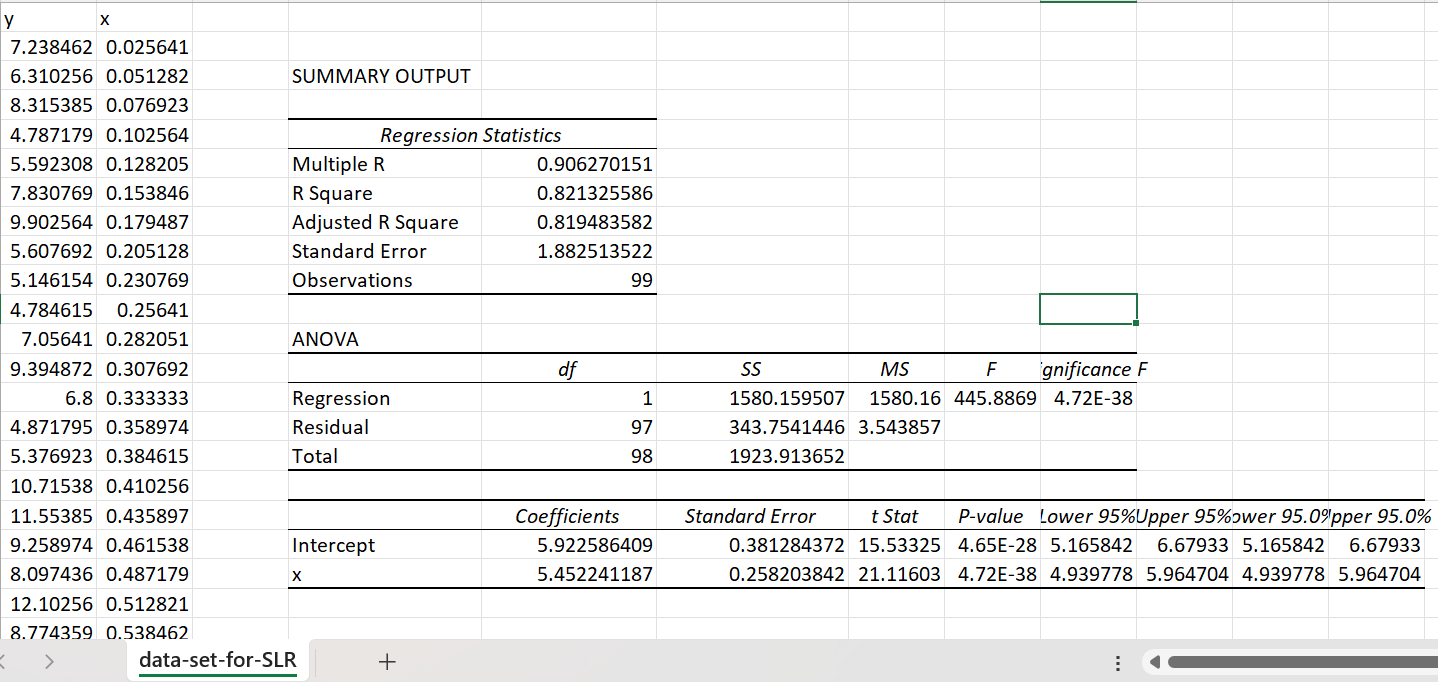 y x
7.238462 0.025641
6.310256 0.051282 SUMMARY OUTPUT
8.315385 0.076923
4.787179 0.102564 Regression Statistics
5.592308 0.128205 Multiple R 0.906270151
7.830769 0.153846 R Square 0.821325586
9.902564 0.179487 Adjusted R Square 0.819483582
5.607692 0.205128 Standard Error 1.882513522
5.146154 0.230769 Observations 99
4.784615 0.25641
7.05641 0.282051 ANOVA
9.394872 0.307692 df SS MS F ignificance F
6.8 0.333333 Regression 1 1580.159507 1580.16 445.8869 4.72E-38
4.871795 0.358974 Residual 97 343.7541446 3.543857
5.376923 0.384615 Total 98 1923.913652
10.71538 0.410256
11.55385 0.435897 Coefficients Standard Error t Stat P-value Lower 95% Upper 95% ower 95.0% pper 95.0%
9.258974 0.461538 Intercept 5.922586409 0.381284372 15.53325 4.65E-28 5.165842 6.67933 5.165842 6.67933
8.097436 0.487179 x 5.452241187 0.258203842 21.11603 4.72E-38 4.939778 5.964704 4.939778 5.964704
12.10256 0.512821
8.774359 0.538462
data-set-for-SLR